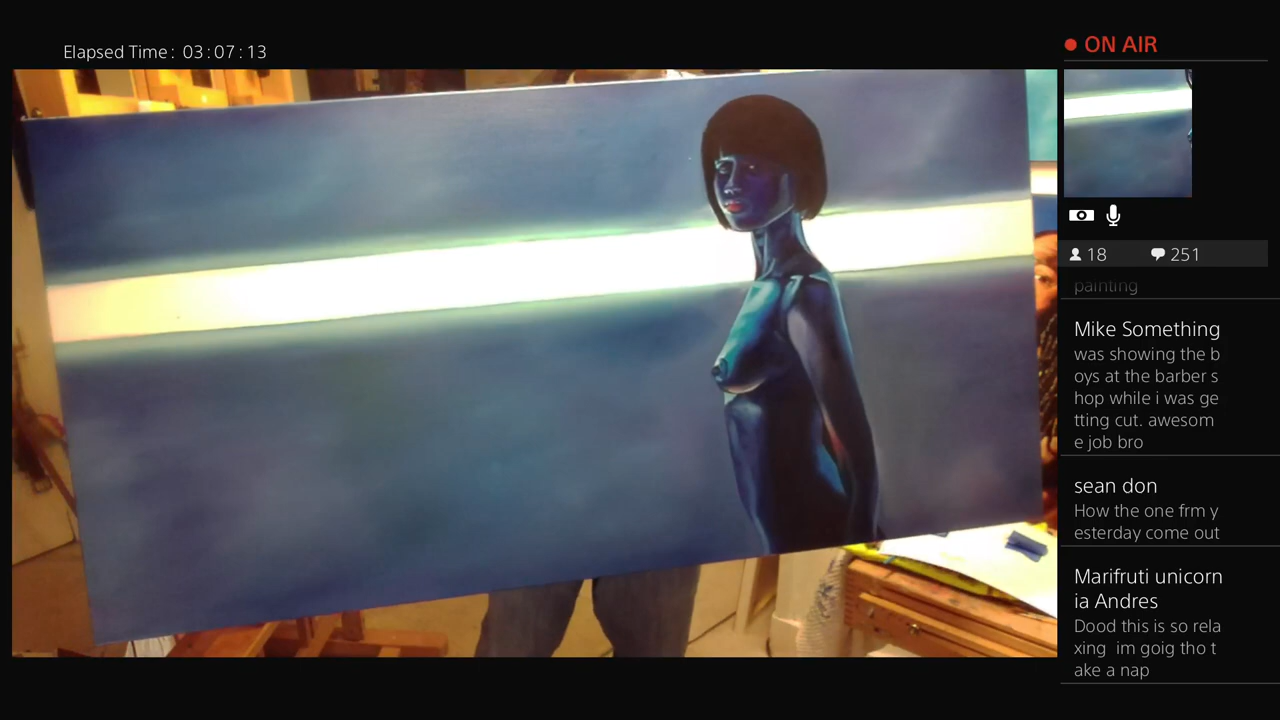 Elapsed Time: 03:07:13
ON AIR
18 251
painting
Mike Something
was showing the b
oys at the barber s
hop while i was ge
tting cut. awesom
e job bro
sean don
How the one frm y
esterday come out
Marifruti unicorn
ia Andres
Dood this is so rela
xing  im goig tho t
ake a nap